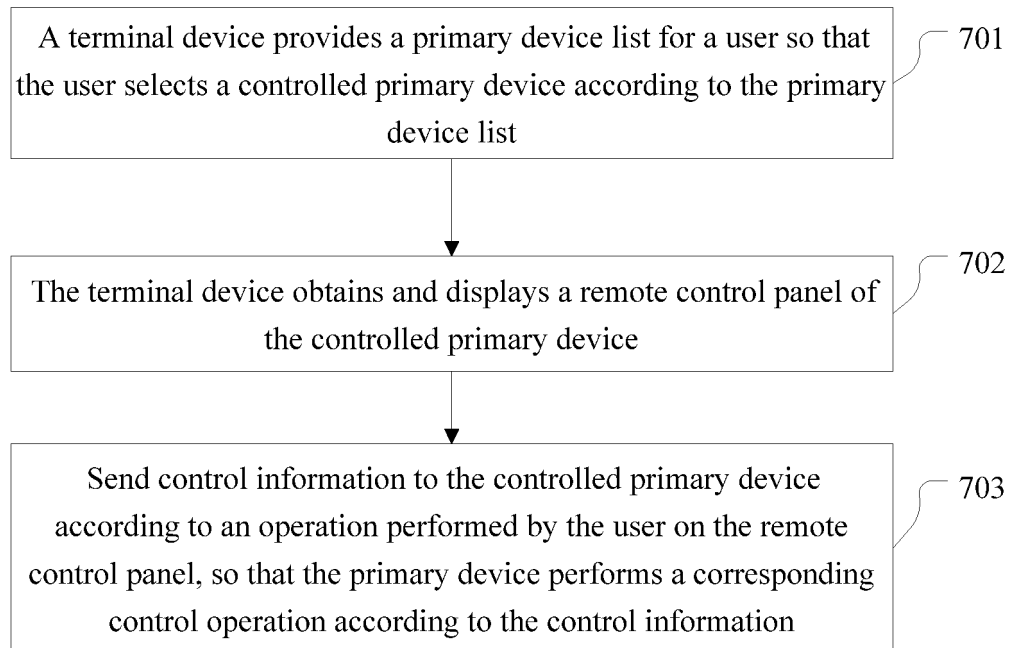 A terminal device provides a primary device list for a user so that
the user selects a controlled primary device according to the primary
device list
701
The terminal device obtains and displays a remote control panel of
the controlled primary device
702
Send control information to the controlled primary device
according to an operation performed by the user on the remote
control panel, so that the primary device performs a corresponding
control operation according to the control information
703